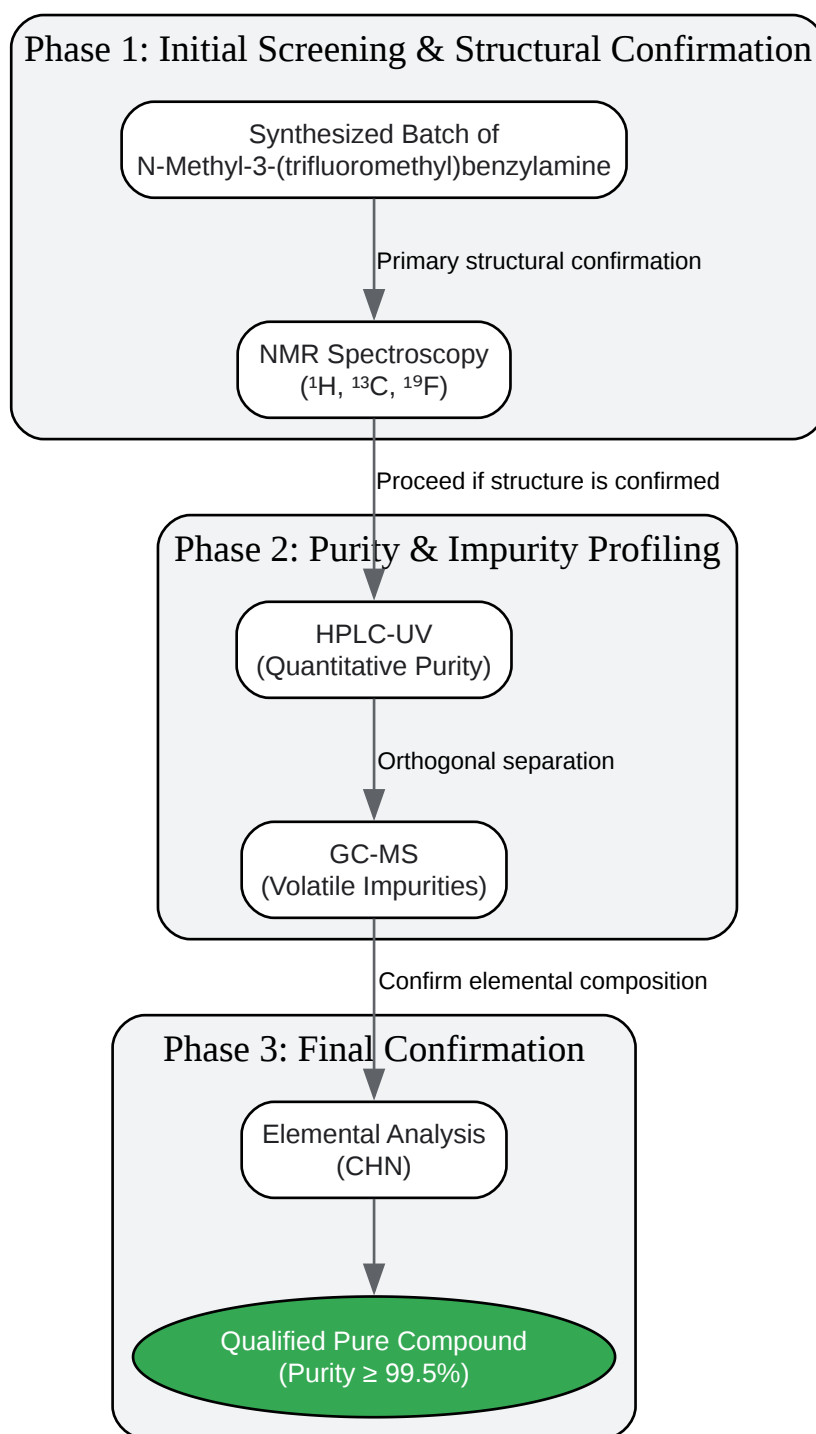 Phase 1: Initial Screening & Structural Confirmation
Synthesized Batch of
N-Methyl-3-(trifluoromethyl)benzylamine
Primary structural confirmation
NMR Spectroscopy
(¹H, ¹³C, ¹⁹F)
Proceed if structure is confirmed
Phase 2: Purity & Impurity Profiling
HPLC-UV
(Quantitative Purity)
Orthogonal separation
GC-MS
(Volatile Impurities)
Confirm elemental composition
Phase 3: Final Confirmation
Elemental Analysis
(CHN)
Qualified Pure Compound
(Purity ≥ 99.5%)